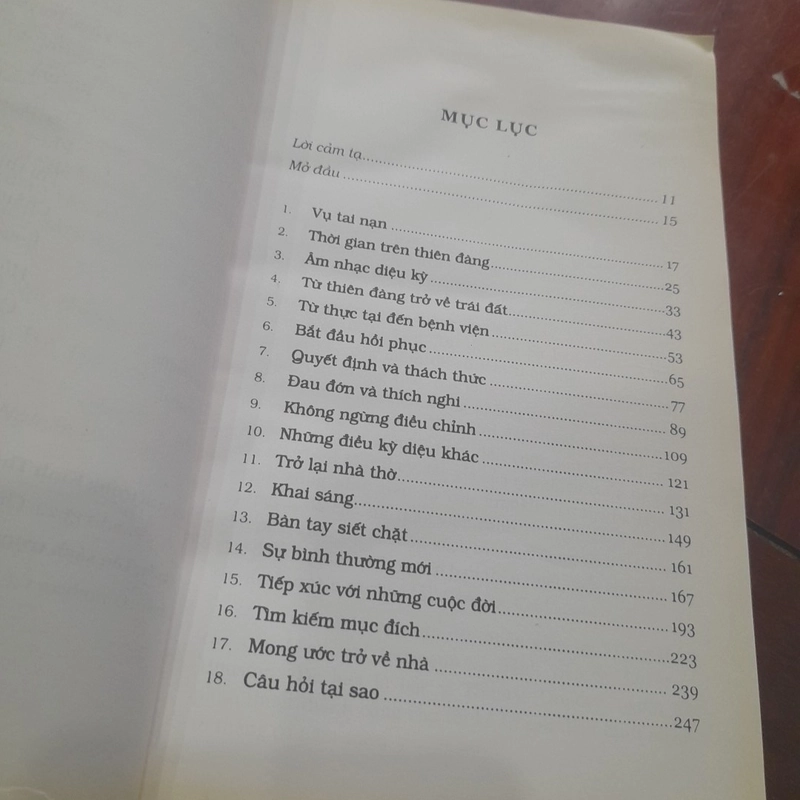 MỤC LỤC
Lời cảm tạ........................................ 11
Mở đầu ........................................ 15
1. Vụ tai nạn ........................................ 17
2. Thời gian trên thiên đàng........................................ 25
3. Âm nhạc diệu kỳ........................................ 33
4. Từ thiên đàng trở về trái đất........................................ 43
5. Từ thực tại đến bệnh viện........................................ 53
6. Bắt đầu hồi phục........................................ 65
7. Quyết định và thách thức........................................ 77
8. Đau đớn và thích nghi........................................ 89
9. Không ngừng điều chỉnh........................................ 109
10. Những điều kỳ diệu khác........................................ 121
11. Trở lại nhà thờ........................................ 131
12. Khai sáng........................................ 149
13. Bàn tay siết chặt........................................ 161
14. Sự bình thường mới........................................ 167
15. Tiếp xúc với những cuộc đời........................................ 193
16. Tìm kiếm mục đích........................................ 223
17. Mong ước trở về nhà ........................................ 239
18. Câu hỏi tại sao ........................................ 247